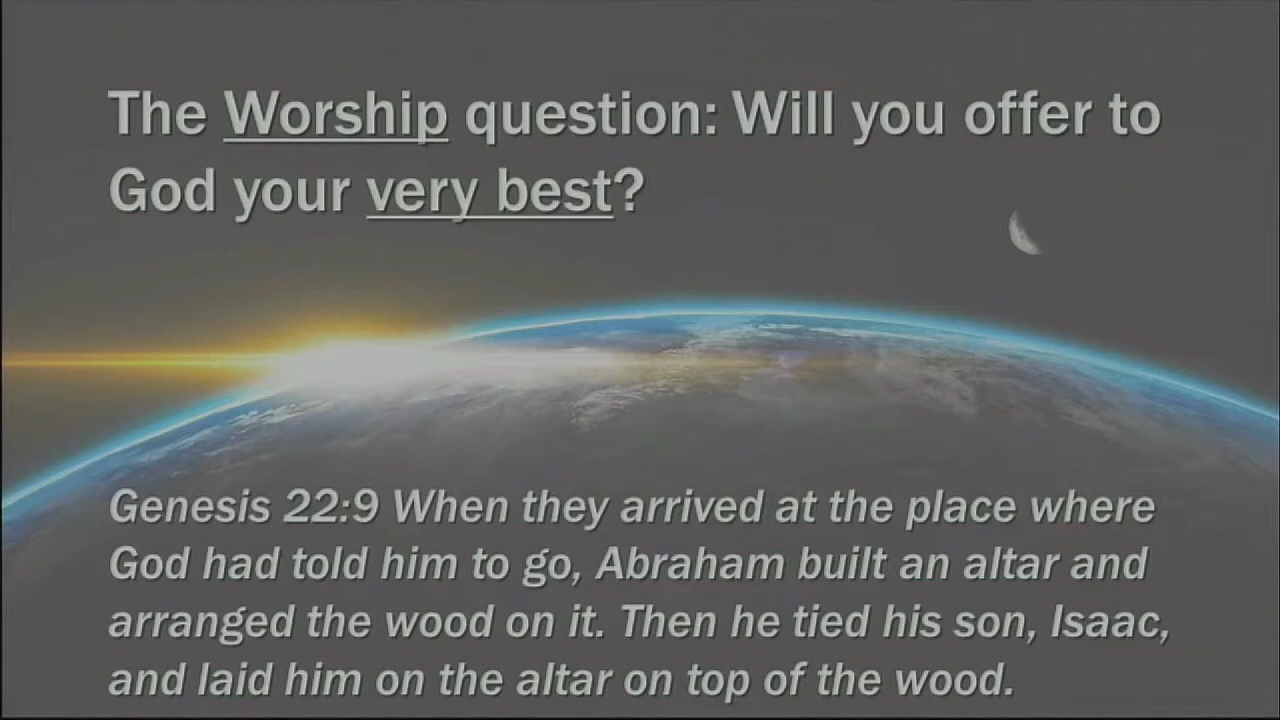 The Worship question: Will you offer to
God your very best?
Genesis 22:9 When they arrived at the place where
God had told him to go, Abraham built an altar and
arranged the wood on it. Then he tied his son, Isaac,
and laid him on the altar on top of the wood.